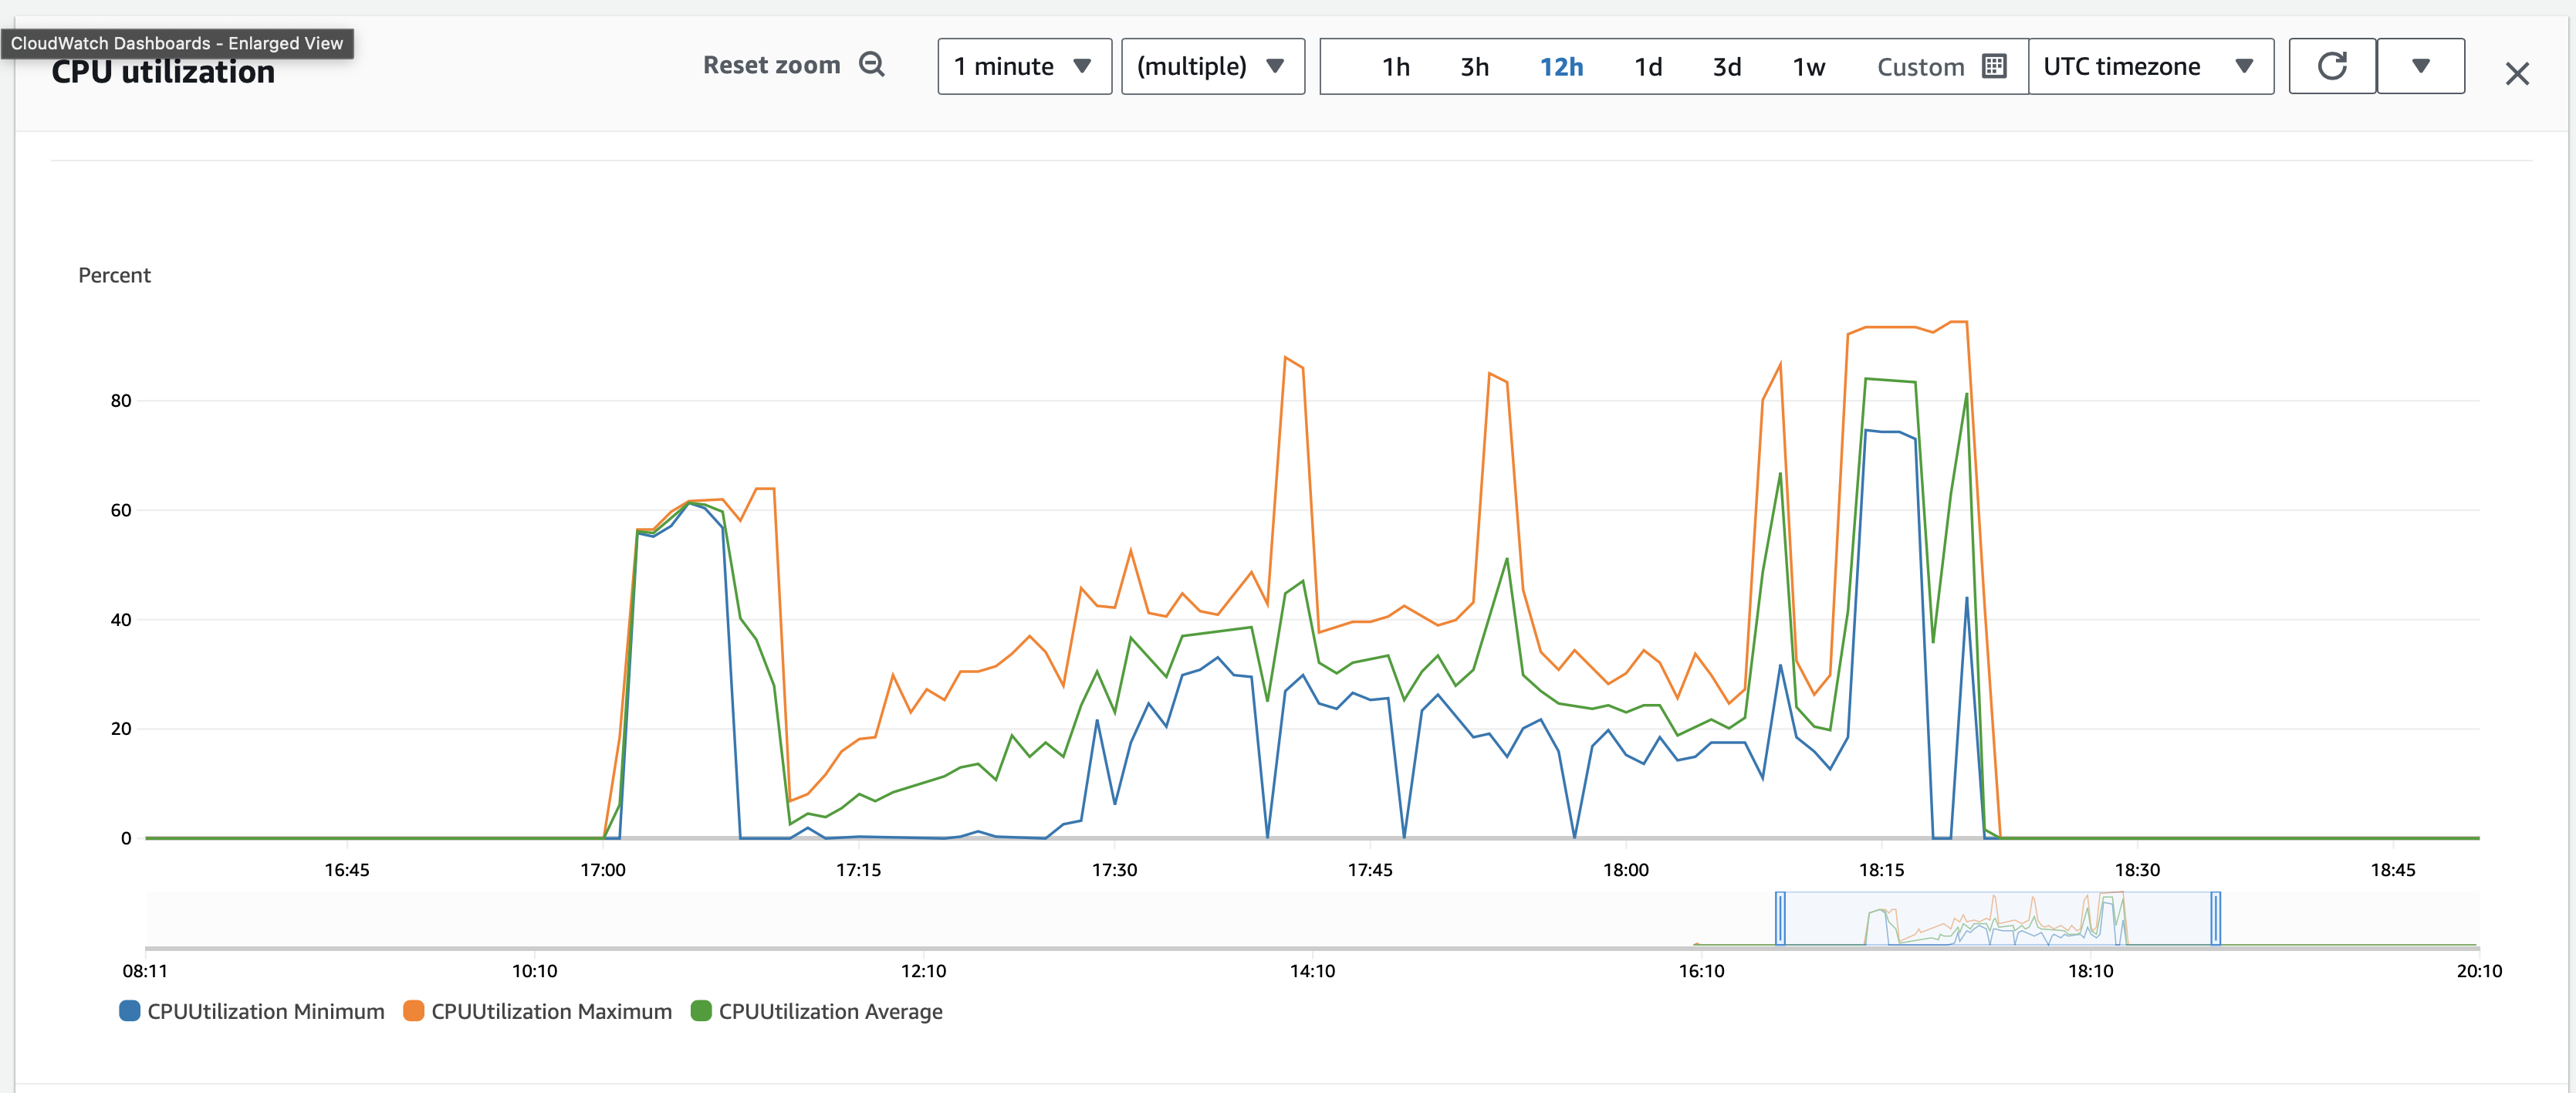 CloudWatch Dashboards - Enlarged View
CPU utilization
Reset zoom
1 minute
(multiple)
1h 3h 12h 1d 3d 1w Custom
UTC timezone
Percent
80
60
40
20
0
16:45 17:00 17:15 17:30 17:45 18:00 18:15 18:30 18:45
08:11 10:10 12:10 14:10 16:10 18:10 20:10
CPUUtilization Minimum CPUUtilization Maximum CPUUtilization Average